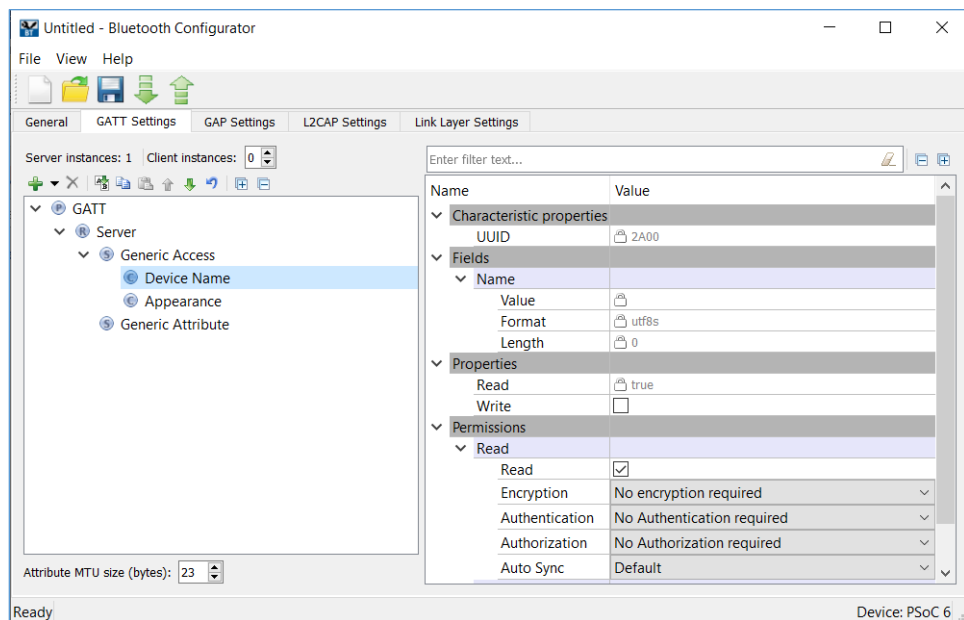 Untitled - Bluetooth Configurator
File View Help
General GATT Settings GAP Settings L2CAP Settings Link Layer Settings
Server instances: 1 Client instances: 0
Enter filter text...
Name Value
GATT
Server
Generic Access
Device Name
Appearance
Generic Attribute
Characteristic properties
UUID 2A00
Fields
Name
Value
Format utf8s
Length 0
Properties
Read true
Write
Permissions
Read
Read
Encryption No encryption required
Authentication No Authentication required
Authorization No Authorization required
Auto Sync Default
Attribute MTU size (bytes): 23
Ready Device: PSoC 6